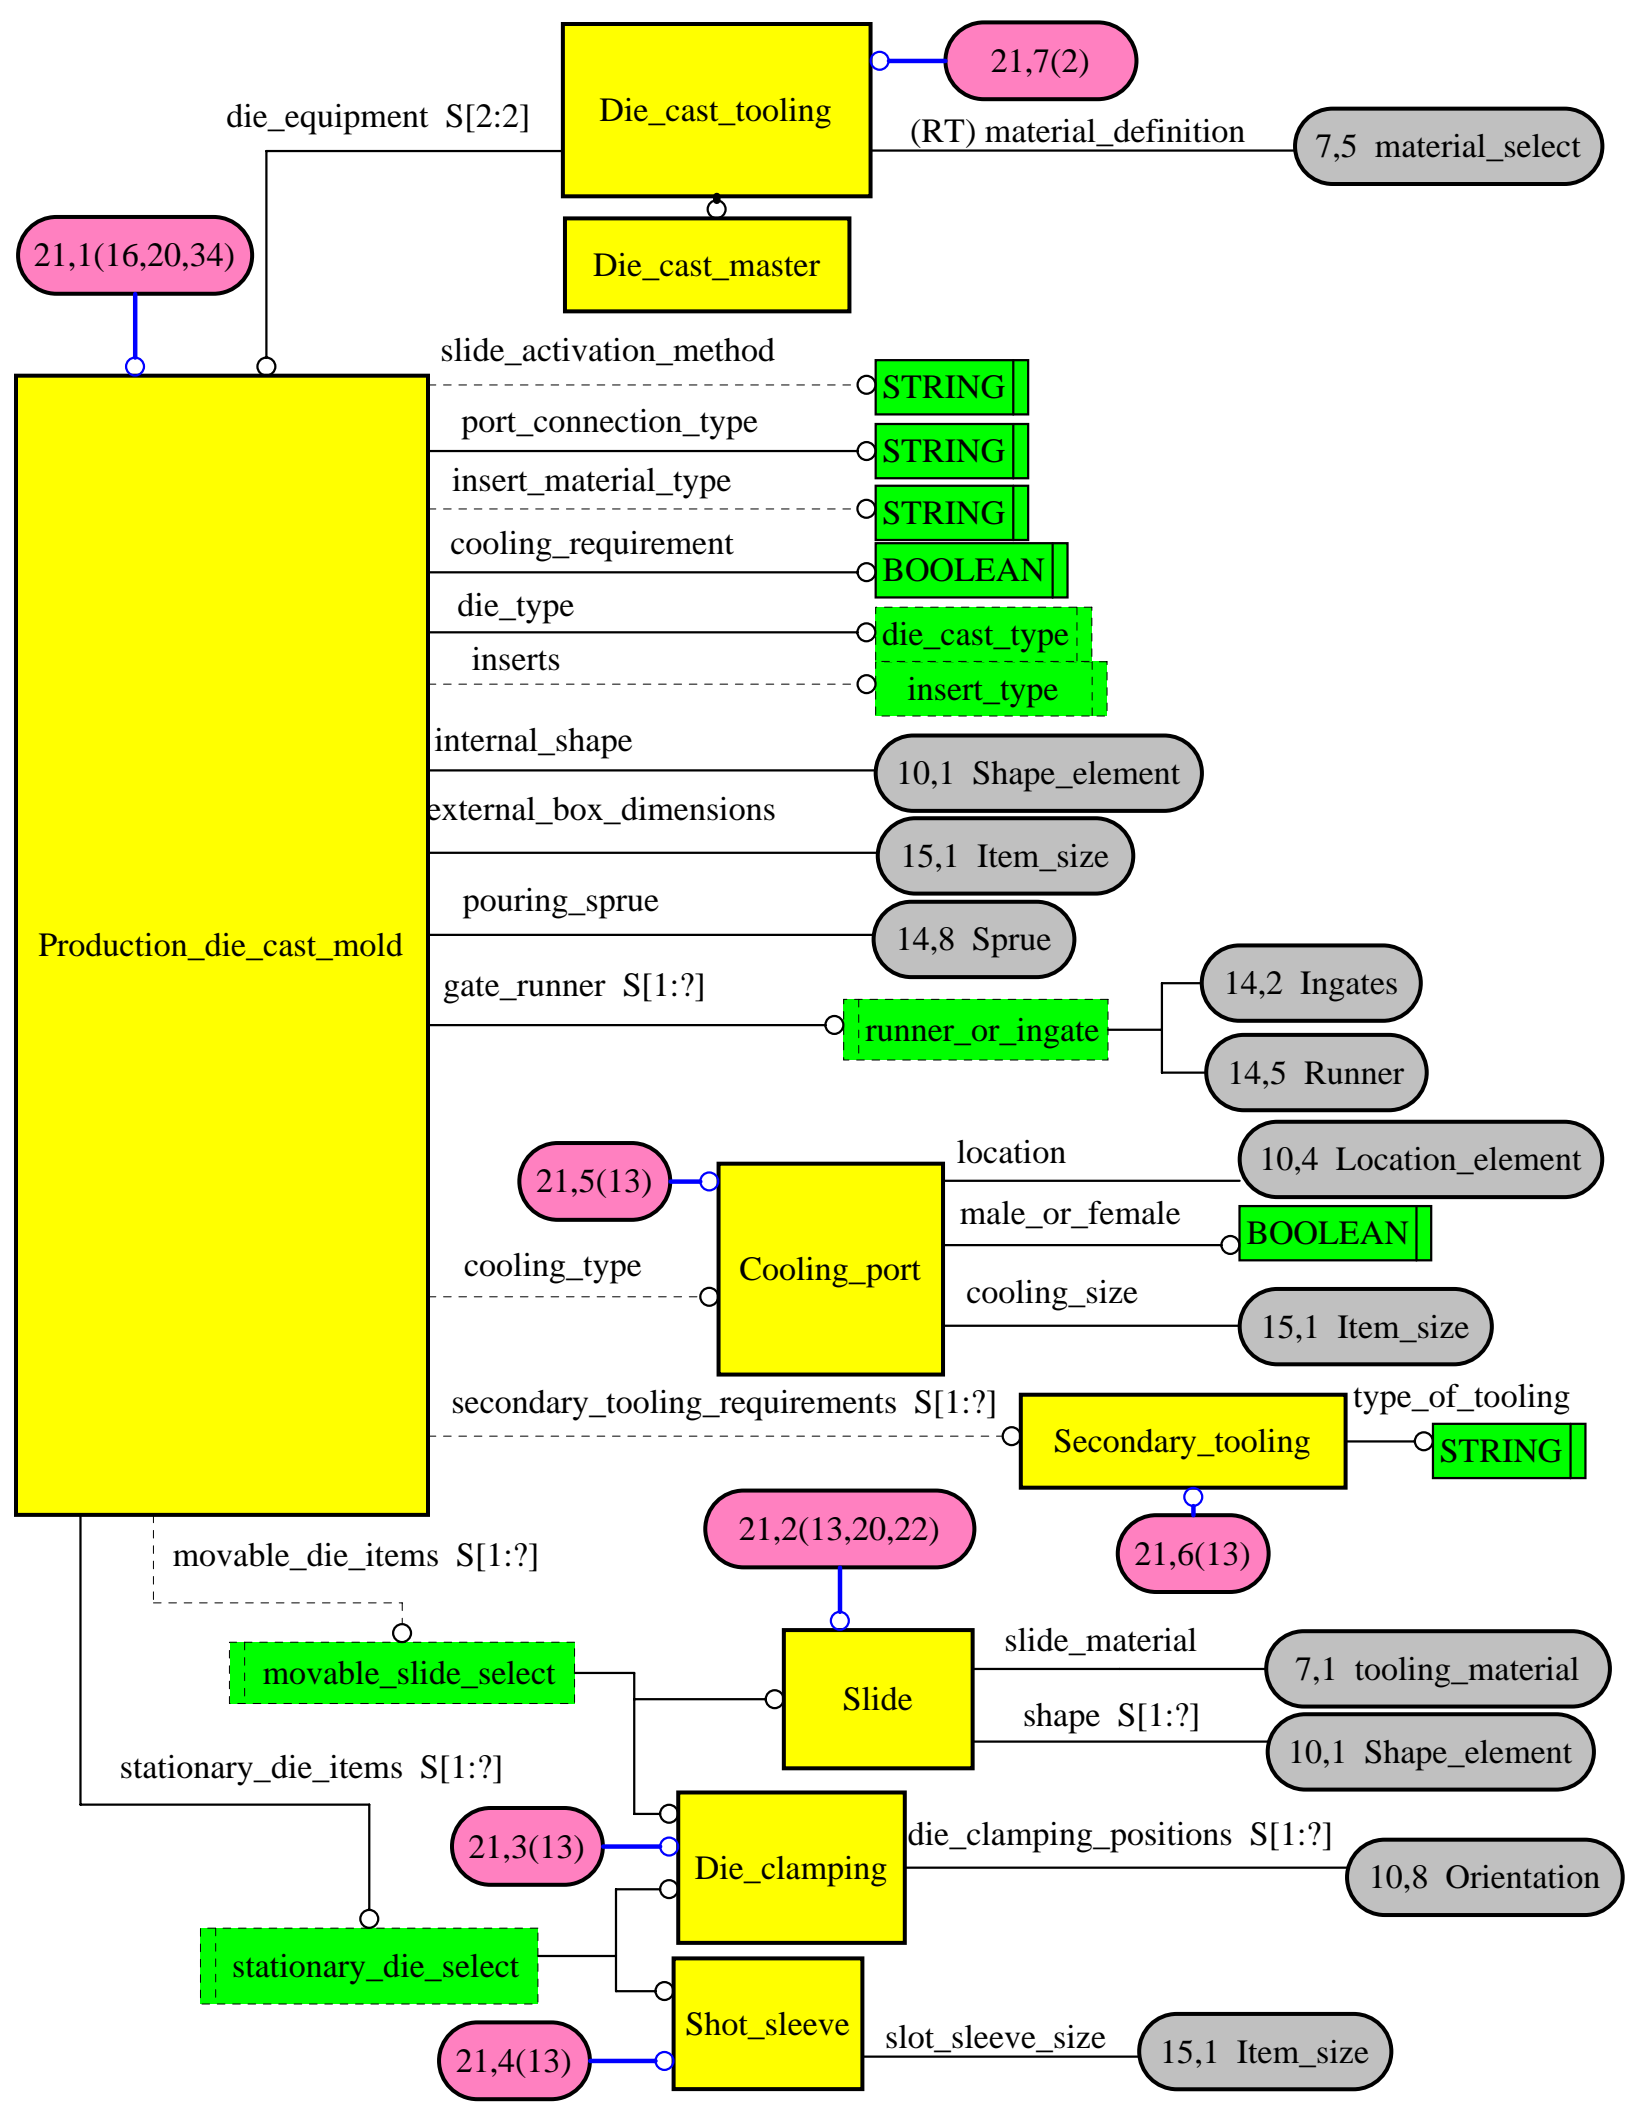 21,7(2)
Die_cast_tooling
die_equipment S[2:2]
(RT) material_definition
7,5 material_select
21,1(16,20,34)
Die_cast_master
slide_activation_method
STRING
port_connection_type
STRING
insert_material_type
STRING
cooling_requirement
BOOLEAN
die_type
die_cast_type
inserts
insert_type
internal_shape
10,1 Shape_element
external_box_dimensions
15,1 Item_size
pouring_sprue
14,8 Sprue
Production_die_cast_mold
gate_runner S[1:?]
14,2 Ingates
runner_or_ingate
14,5 Runner
location
10,4 Location_element
21,5(13)
male_or_female
BOOLEAN
cooling_type
Cooling_port
cooling_size
15,1 Item_size
secondary_tooling_requirements S[1:?]
type_of_tooling
Secondary_tooling
STRING
21,2(13,20,22)
21,6(13)
movable_die_items S[1:?]
slide_material
7,1 tooling_material
movable_slide_select
Slide
shape S[1:?]
10,1 Shape_element
stationary_die_items S[1:?]
21,3(13)
die_clamping_positions S[1:?]
Die_clamping
10,8 Orientation
stationary_die_select
Shot_sleeve
slot_sleeve_size
15,1 Item_size
21,4(13)